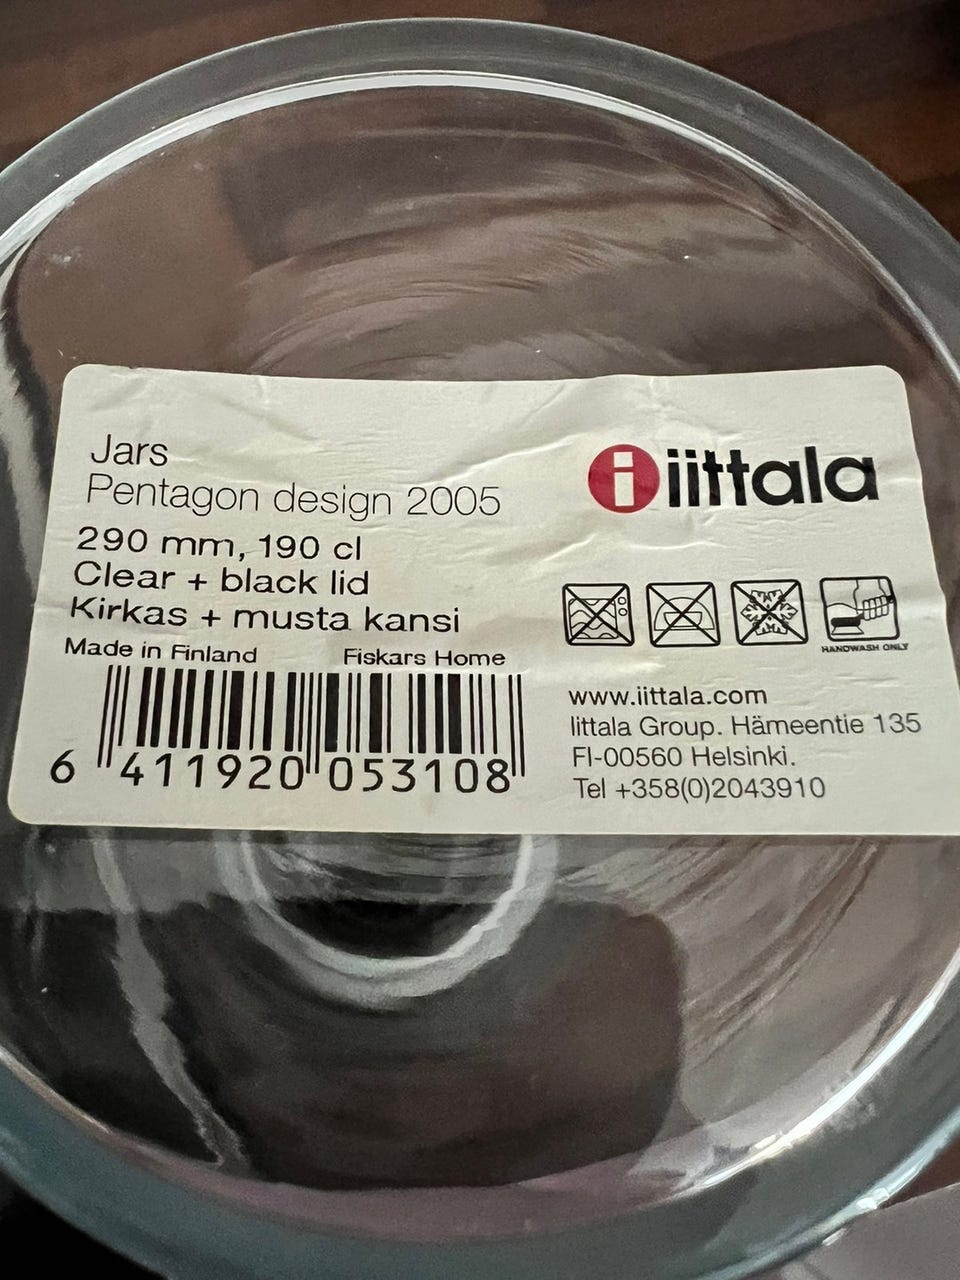 Jars
Pentagon design 2005
290 mm, 190 cl
Clear + black lid
Kirkas + musta kansi
Made in Finland Fiskars Home
6 411920 053108
i iittala
HANDWASH ONLY
www.iittala.com
Iittala Group. Hämeentie 135
FI-00560 Helsinki.
Tel +358(0)2043910